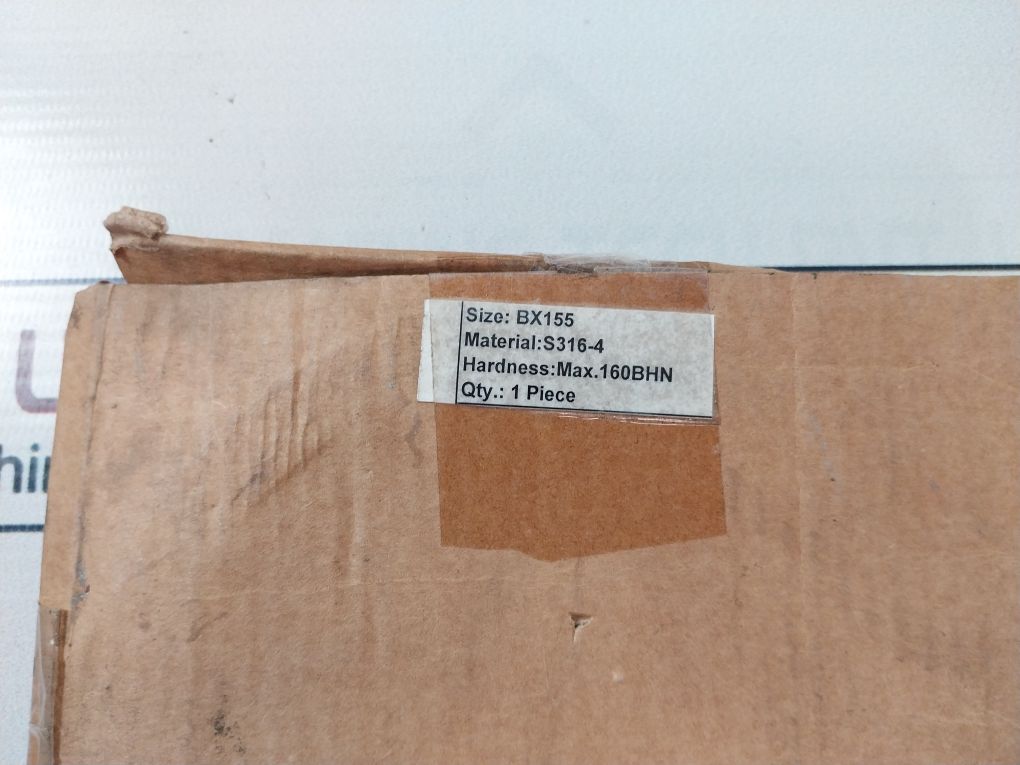 Size: BX155
Material:S316-4
Hardness:Max.160BHN
Qty.: 1 Piece